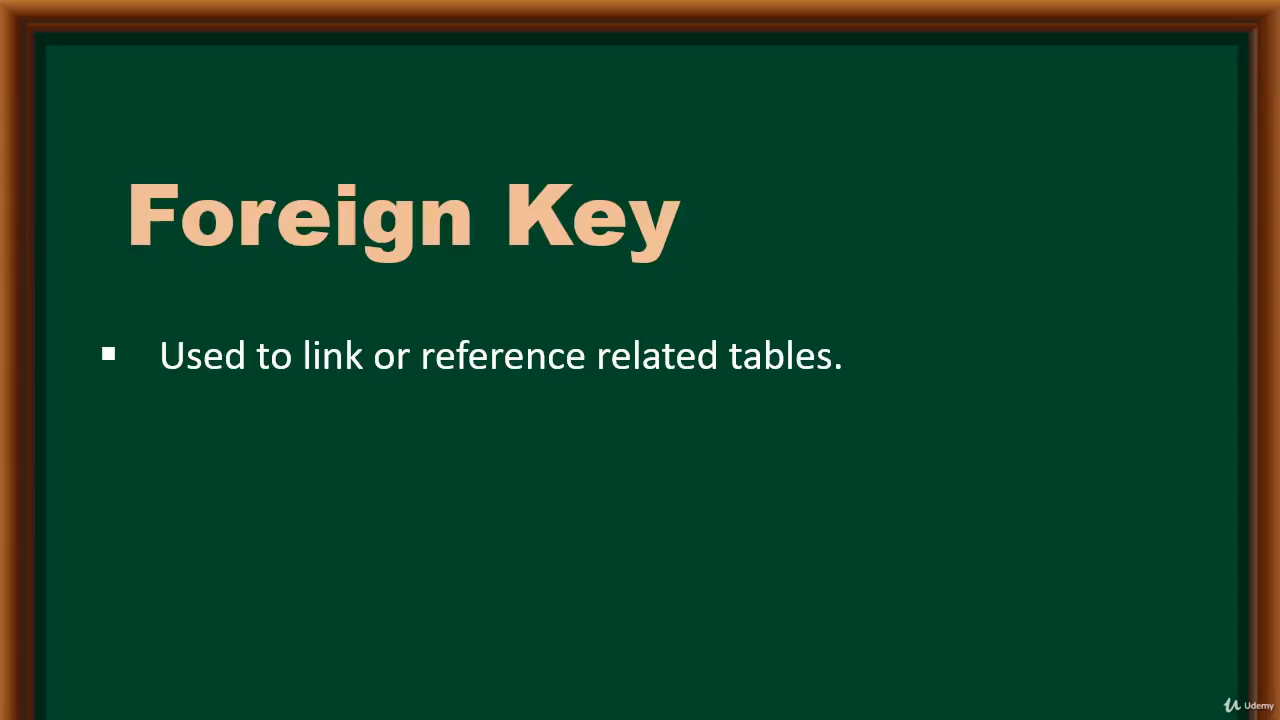 Foreign Key
▪ Used to link or reference related tables.
Udemy